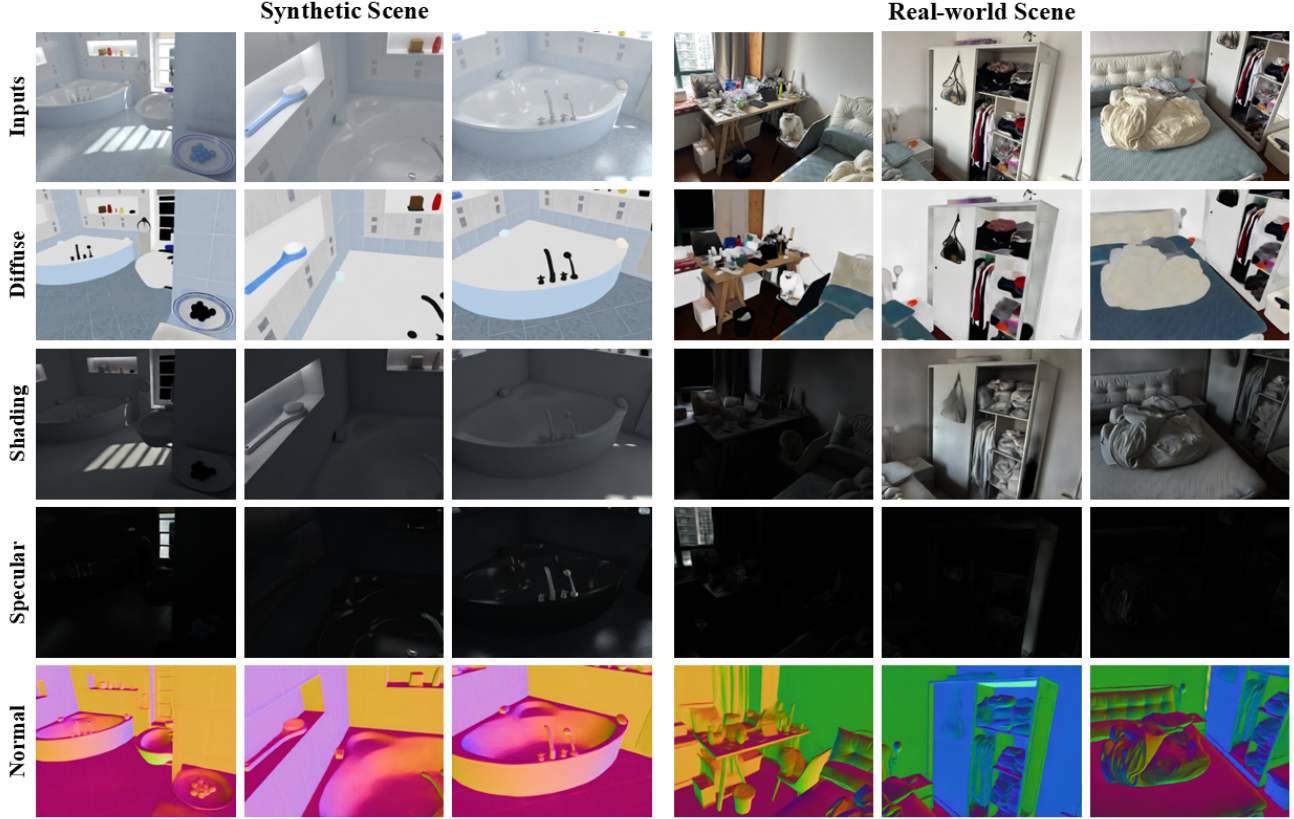 Synthetic Scene
Real-world Scene
Inputs
Diffuse
Shading
Specular
Normal